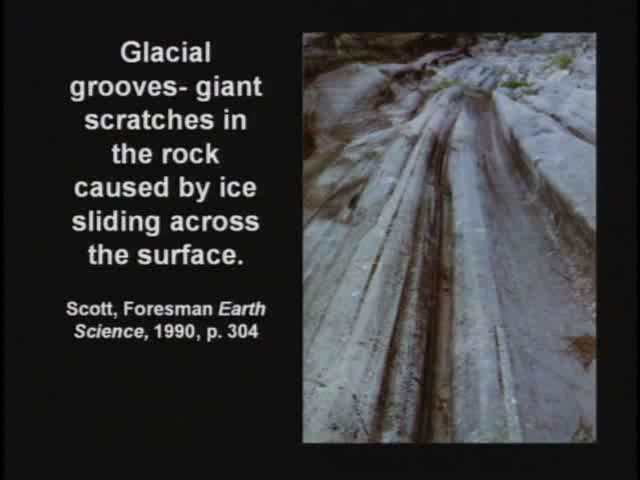 Glacial
grooves- giant
scratches in
the rock
caused by ice
sliding across
the surface.
Scott, Foresman Earth
Science, 1990, p. 304